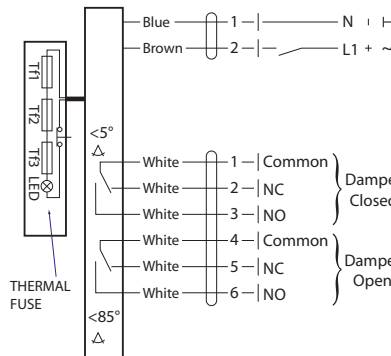 Blue 1 N
Brown 2 L1 + ~
Tf1
Tf2
Tf3
LED
<5°
White 1 Common
White 2 NC
White 3 NO
Damper
Closed
White 4 Common
White 5 NC
White 6 NO
Damper
Open
<85°
THERMAL
FUSE